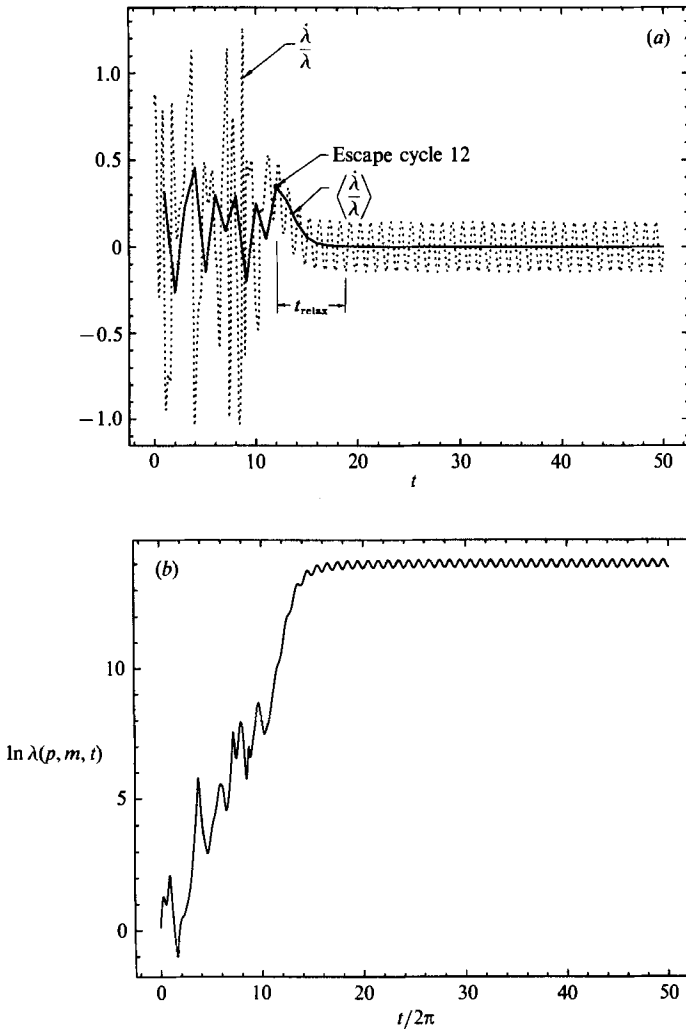 (a)
λ̇
λ
1.0
0.5
Escape cycle 12
⟨λ̇/λ⟩
0
t_relax
−0.5
−1.0
0 10 20 30 40 50
t
(b)
10
ln λ(p, m, t)
5
0
0 10 20 30 40 50
t/2π